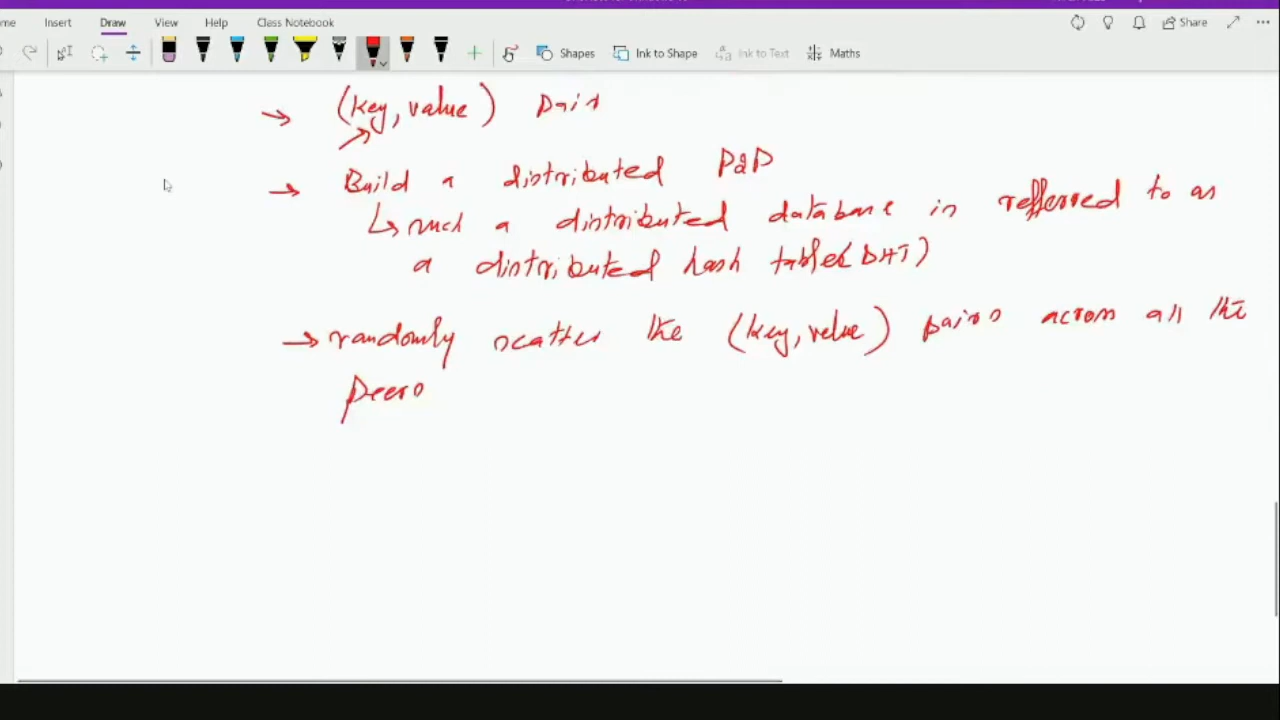 Insert Draw View Help Class Notebook Share
Shapes Ink to Shape Ink to Text Maths
→ (key, value) pair
→ Build a distributed P2P
↳ such a distributed database is refferred to as
a distributed hash table (DHT)
→ randomly scatter the (key, value) pairs across all the
peers